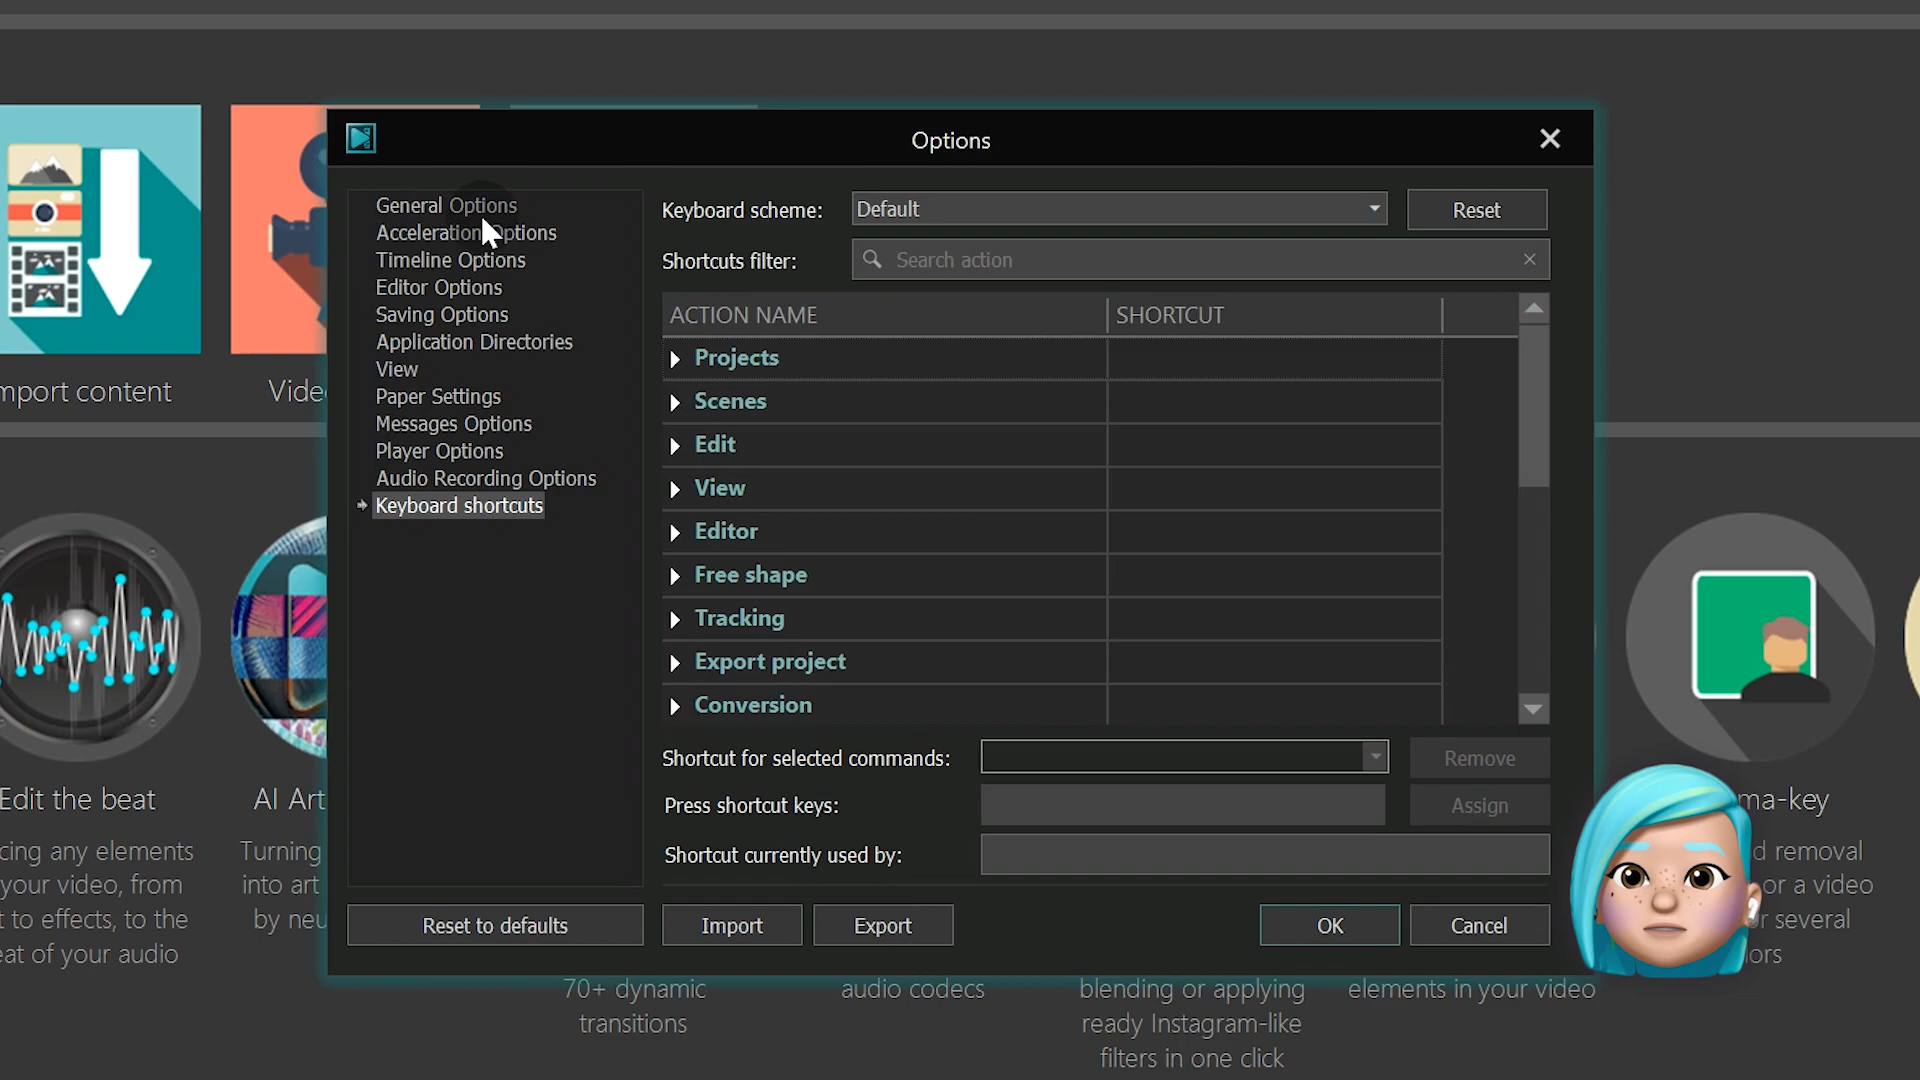 Options
General Options
Acceleration Options
Timeline Options
Editor Options
Saving Options
Application Directories
View
Paper Settings
Messages Options
Player Options
Audio Recording Options
Keyboard shortcuts
Keyboard scheme:
Default
Reset
Shortcuts filter:
Search action
ACTION NAME
SHORTCUT
Projects
Scenes
Edit
View
Editor
Free shape
Tracking
Export project
Conversion
Shortcut for selected commands:
Remove
Press shortcut keys:
Assign
Shortcut currently used by:
Reset to defaults
Import
Export
OK
Cancel
mport content
Vide
Edit the beat
cing any elements
your video, from
t to effects, to the
eat of your audio
AI Art
Turning
into art
by neu
70+ dynamic
transitions
audio codecs
blending or applying
ready Instagram-like
filters in one click
elements in your video
ma-key
d removal
or a video
r several
ors